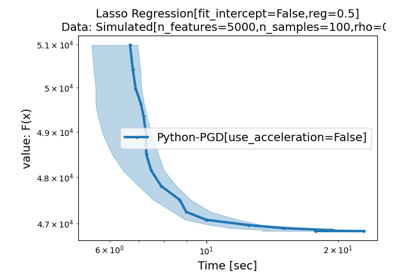 Lasso Regression[fit_intercept=False,reg=0.5]
Data: Simulated[n_features=5000,n_samples=100,rho=0
5.1 × 10⁴
5 × 10⁴
4.9 × 10⁴
4.8 × 10⁴
4.7 × 10⁴
value: F(x)
Python-PGD[use_acceleration=False]
6 × 10⁰
10¹
2 × 10¹
Time [sec]